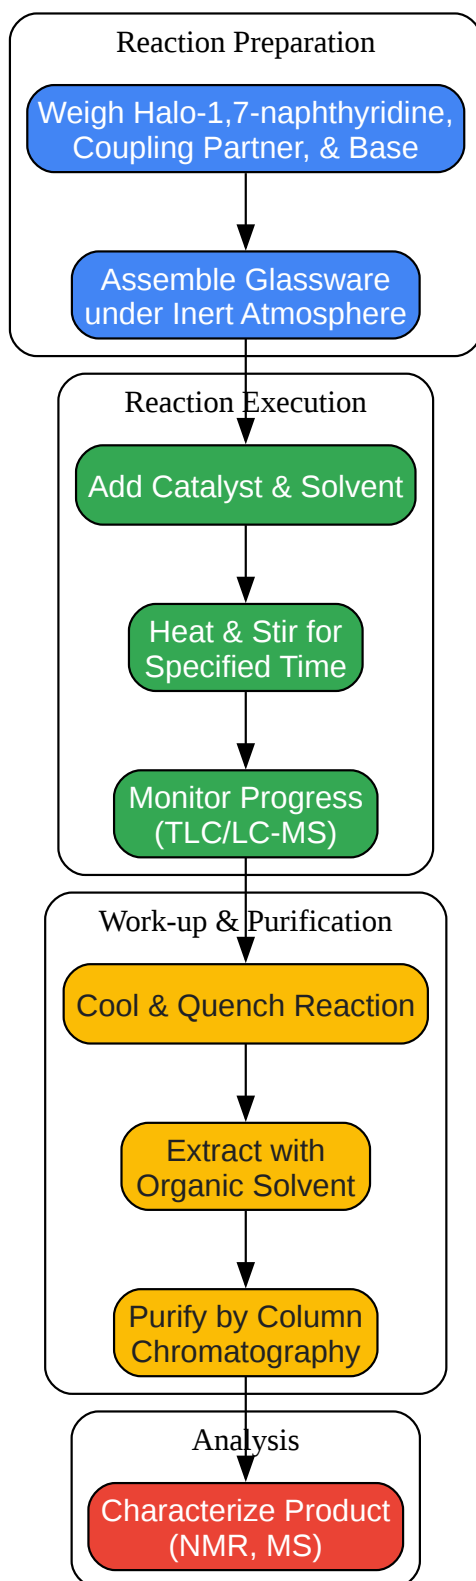 Reaction Preparation
Weigh Halo-1,7-naphthyridine,
Coupling Partner, & Base
Assemble Glassware
under Inert Atmosphere
Reaction Execution
Add Catalyst & Solvent
Heat & Stir for
Specified Time
Monitor Progress
(TLC/LC-MS)
Work-up & Purification
Cool & Quench Reaction
Extract with
Organic Solvent
Purify by Column
Chromatography
Analysis
Characterize Product
(NMR, MS)